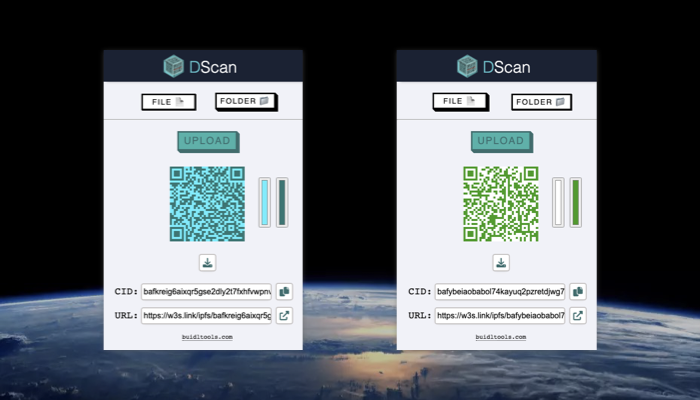 DScan
FILE FOLDER
UPLOAD
CID: bafkreig6aixqr5gse2dly2t7fxhfvwpnv
URL: https://w3s.link/ipfs/bafkreig6aixqr5g
buidltools.com
DScan
FILE FOLDER
UPLOAD
CID: bafybeiaobabol74kayuq2pzretdjwg7
URL: https://w3s.link/ipfs/bafybeiaobabol7
buidltools.com